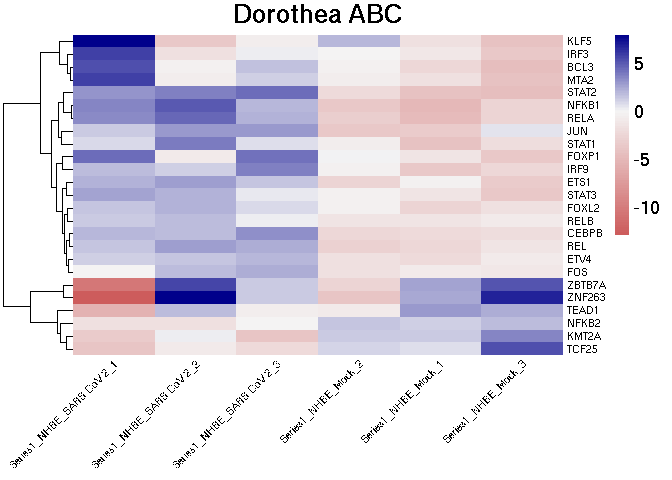 Dorothea ABC
KLF5
IRF3
BCL3
MTA2
STAT2
NFKB1
RELA
JUN
STAT1
FOXP1
IRF9
ETS1
STAT3
FOXL2
RELB
CEBPB
REL
ETV4
FOS
ZBTB7A
ZNF263
TEAD1
NFKB2
KMT2A
TCF25
5
0
-5
-10
Series1_NHBE_SARS CoV2_1
Series1_NHBE_SARS CoV2_2
Series1_NHBE_SARS CoV2_3
Series1_NHBE_Mock_2
Series1_NHBE_Mock_1
Series1_NHBE_Mock_3